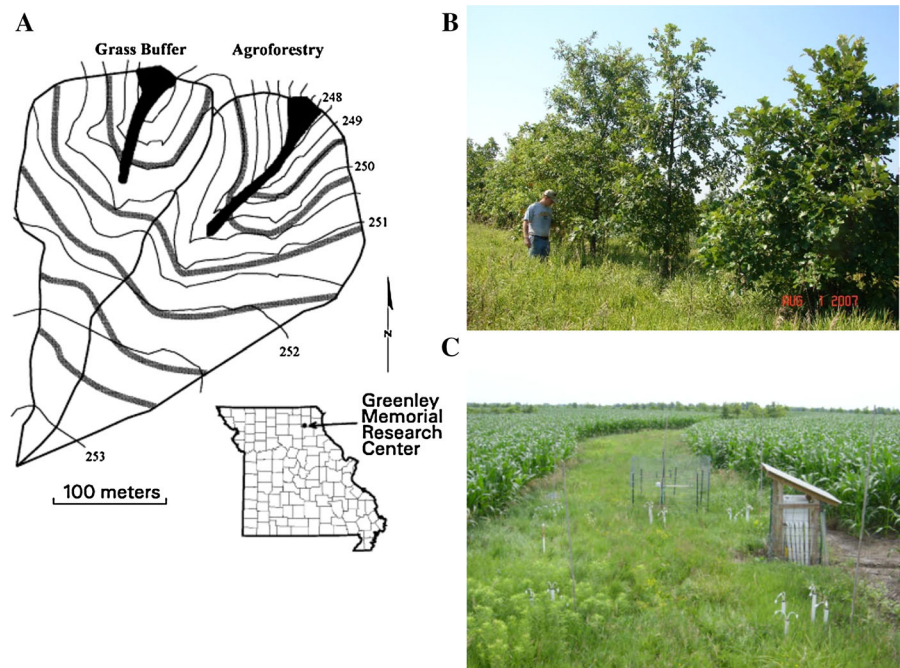 A
Grass Buffer
Agroforestry
248
249
250
251
252
253
N
100 meters
Greenley
Memorial
Research
Center
B
AUG 1 2007
C